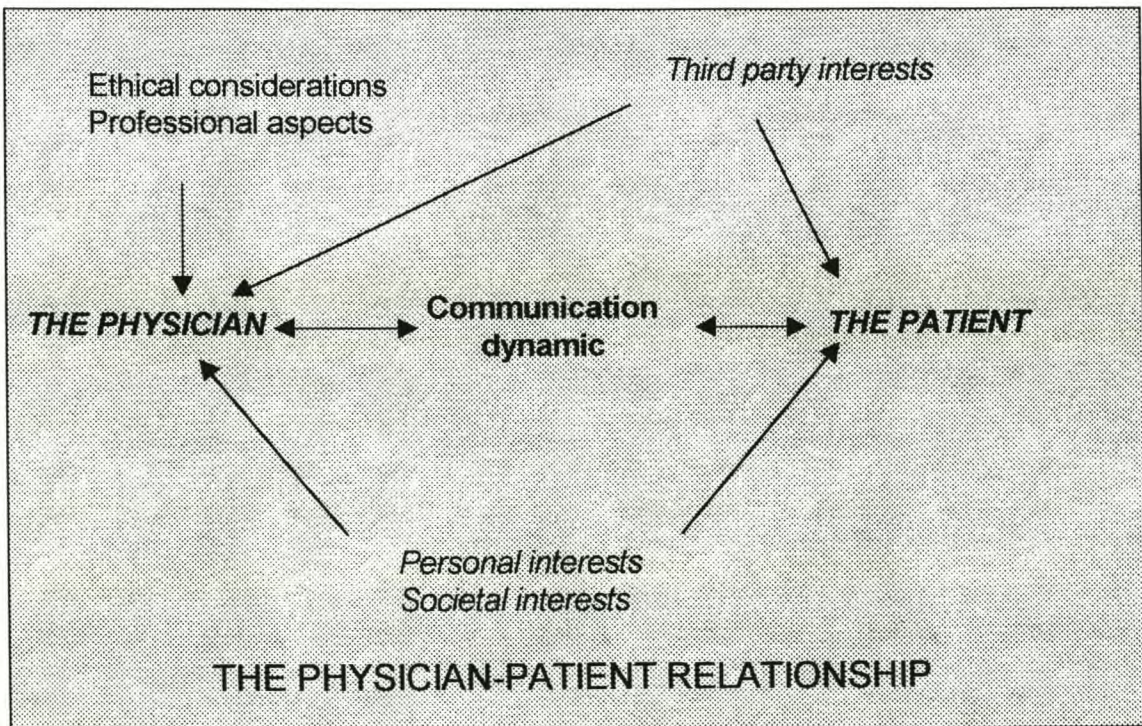 Ethical considerations
Professional aspects
Third party interests
THE PHYSICIAN
Communication
dynamic
THE PATIENT
Personal interests
Societal interests
THE PHYSICIAN-PATIENT RELATIONSHIP